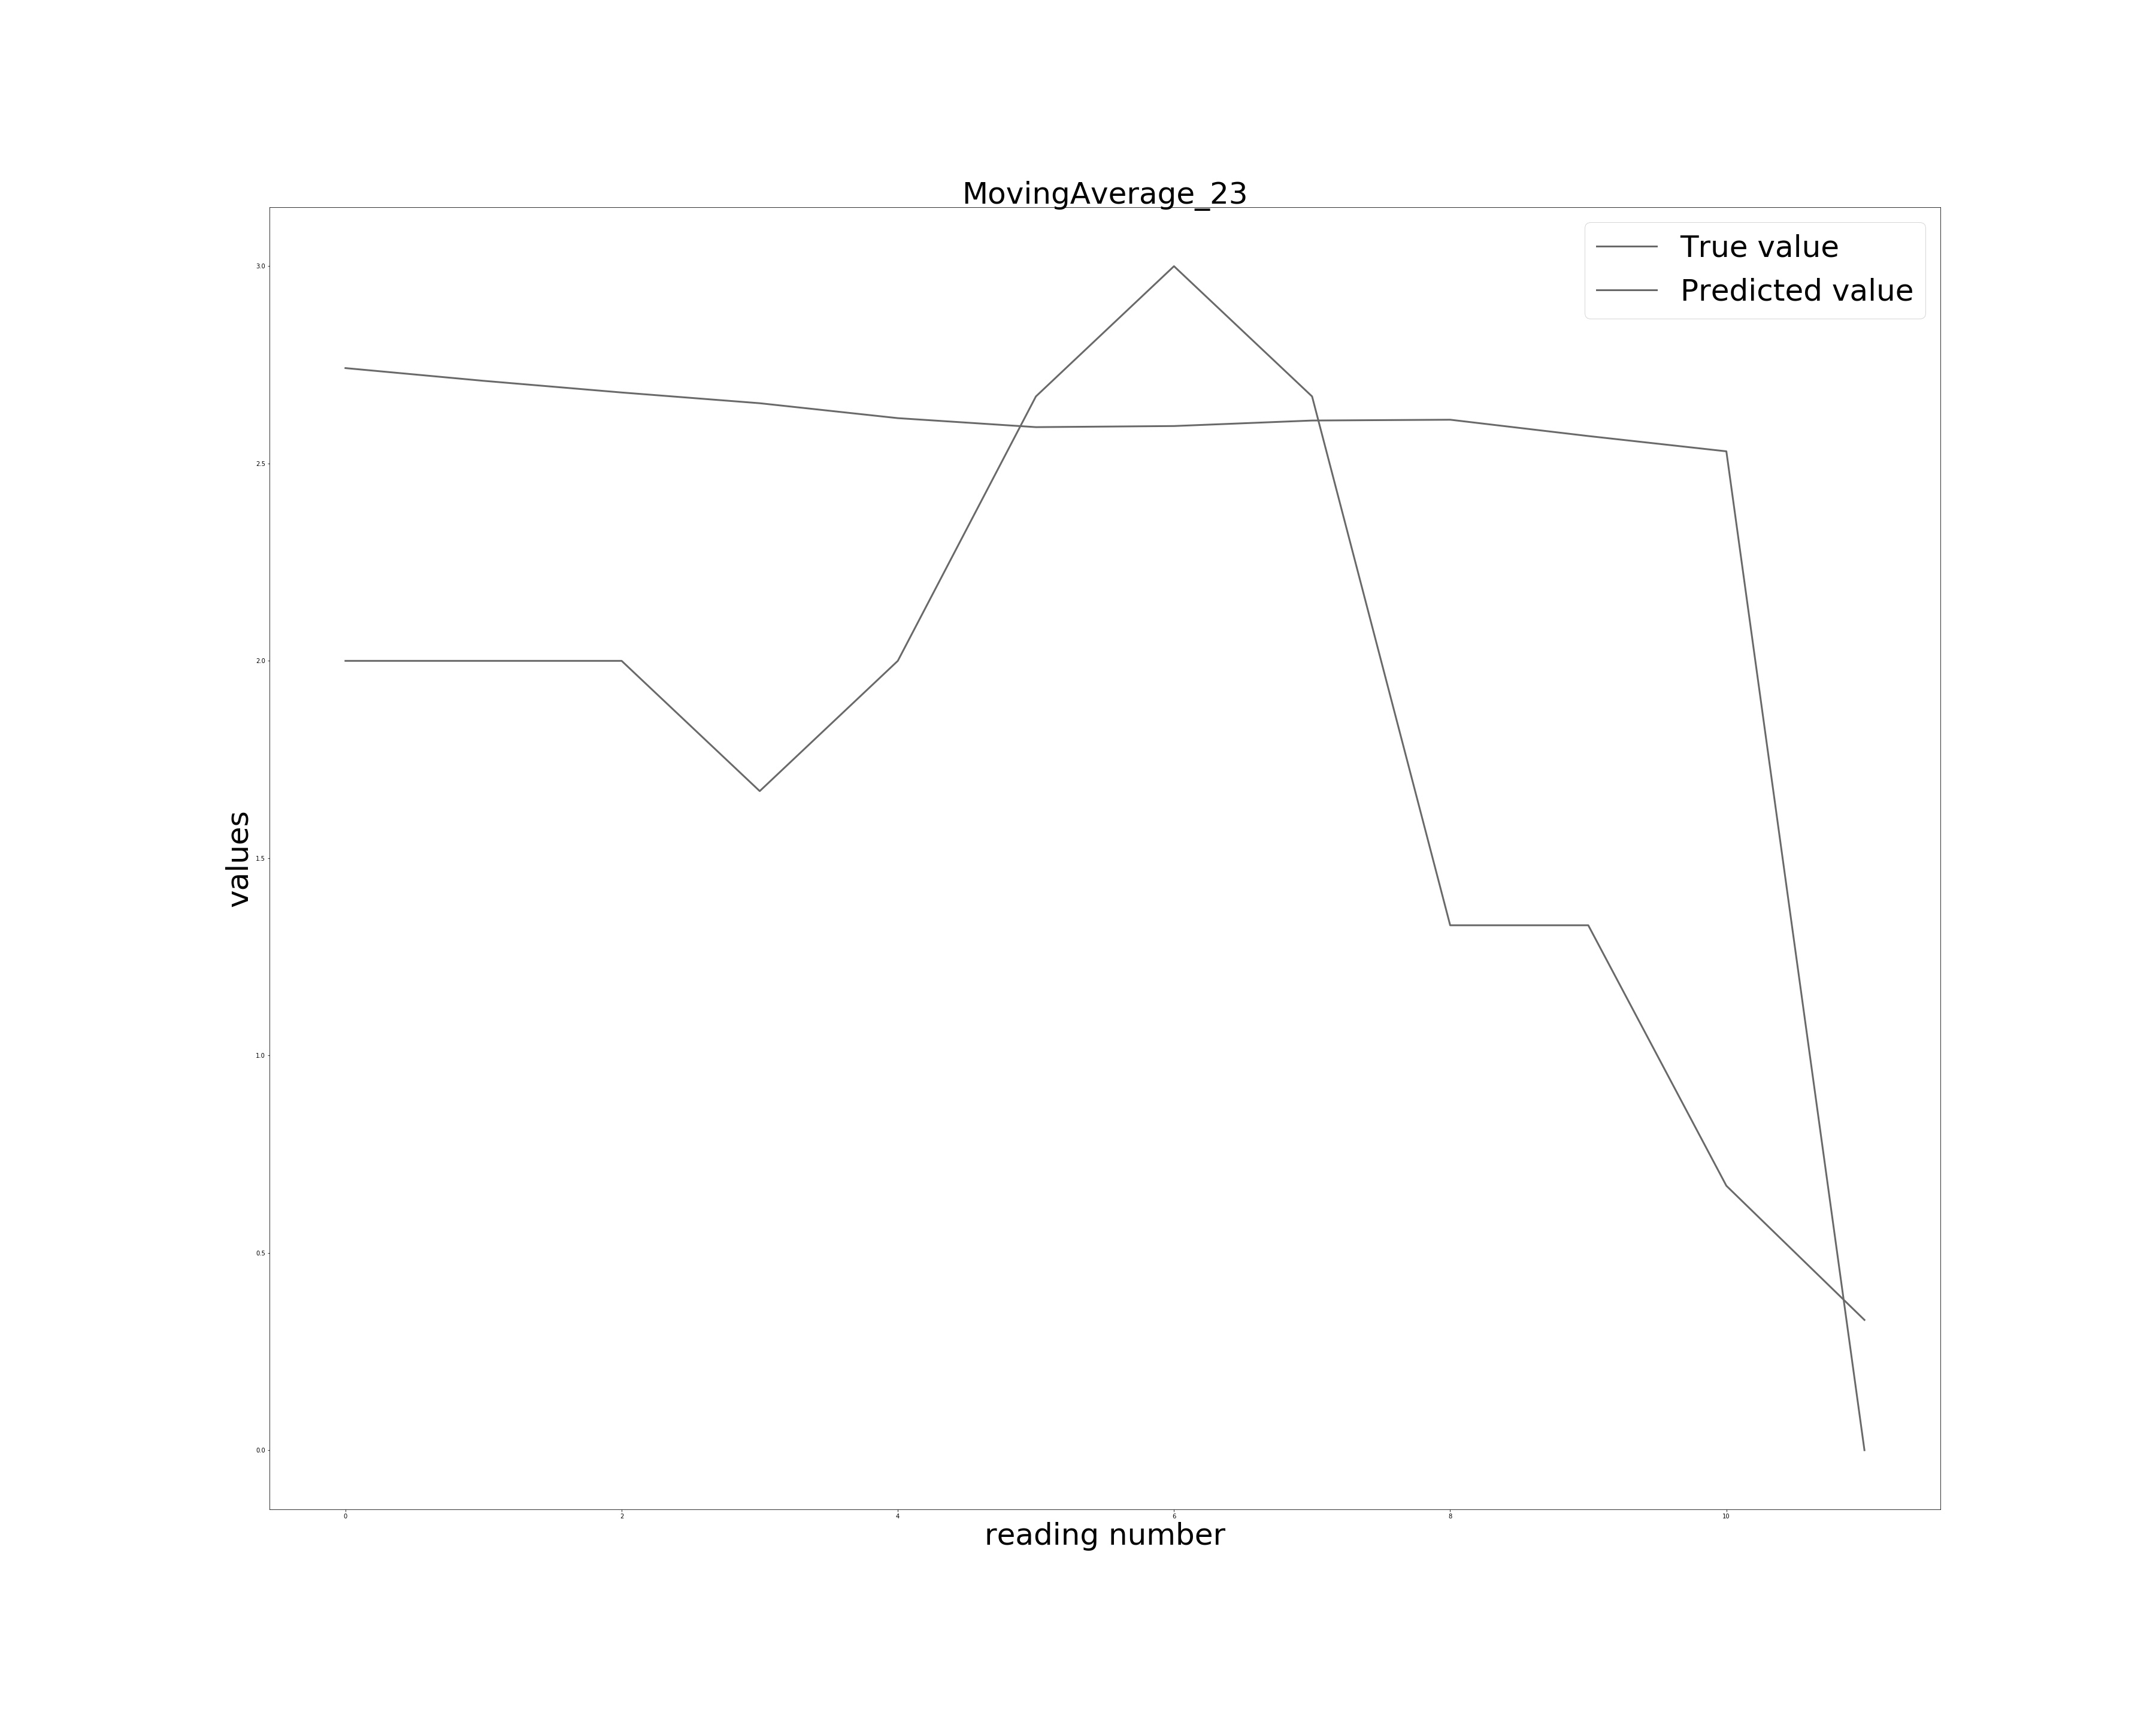 MovingAverage_23
True value
Predicted value
3.0
2.5
2.0
1.5
1.0
0.5
0.0
values
0 2 4 6 8 10
reading number